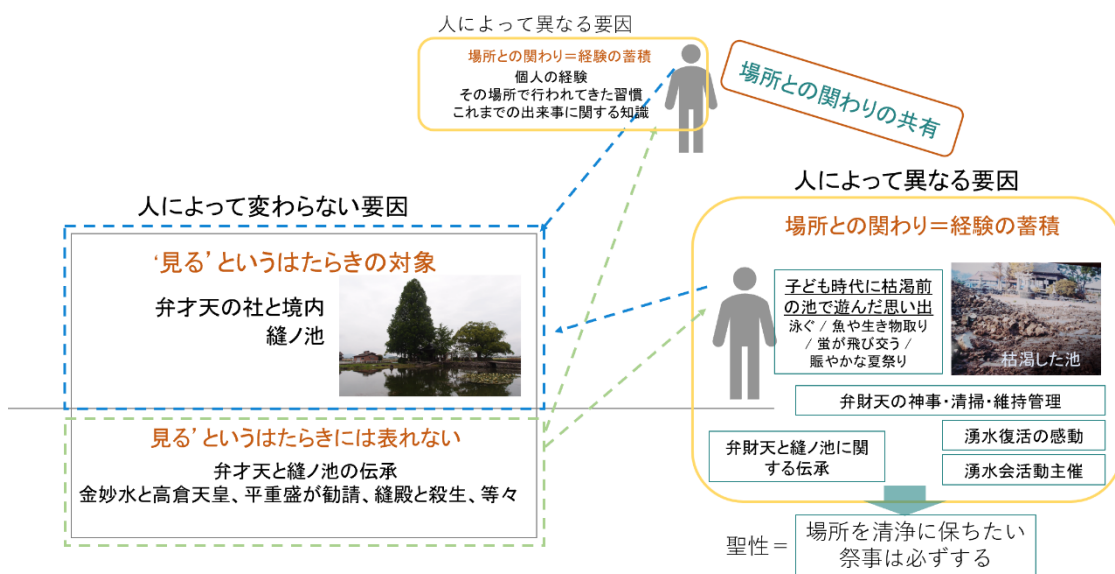 人によって異なる要因
場所との関わり＝経験の蓄積
個人の経験
その場所で行われてきた習慣
これまでの出来事に関する知識
場所との関わりの共有
人によって変わらない要因
‘見る’というはたらきの対象
弁才天の社と境内
縫ノ池
見る’というはたらきには表れない
弁才天と縫ノ池の伝承
金妙水と高倉天皇、平重盛が勧請、縫殿と殺生、等々
人によって異なる要因
場所との関わり＝経験の蓄積
子ども時代に枯渇前
の池で遊んだ思い出
泳ぐ / 魚や生き物取り
/ 蛍が飛び交う /
賑やかな夏祭り
枯渇した池
弁財天の神事・清掃・維持管理
弁財天と縫ノ池に関
する伝承
湧水復活の感動
湧水会活動主催
聖性＝
場所を清浄に保ちたい
祭事は必ずする